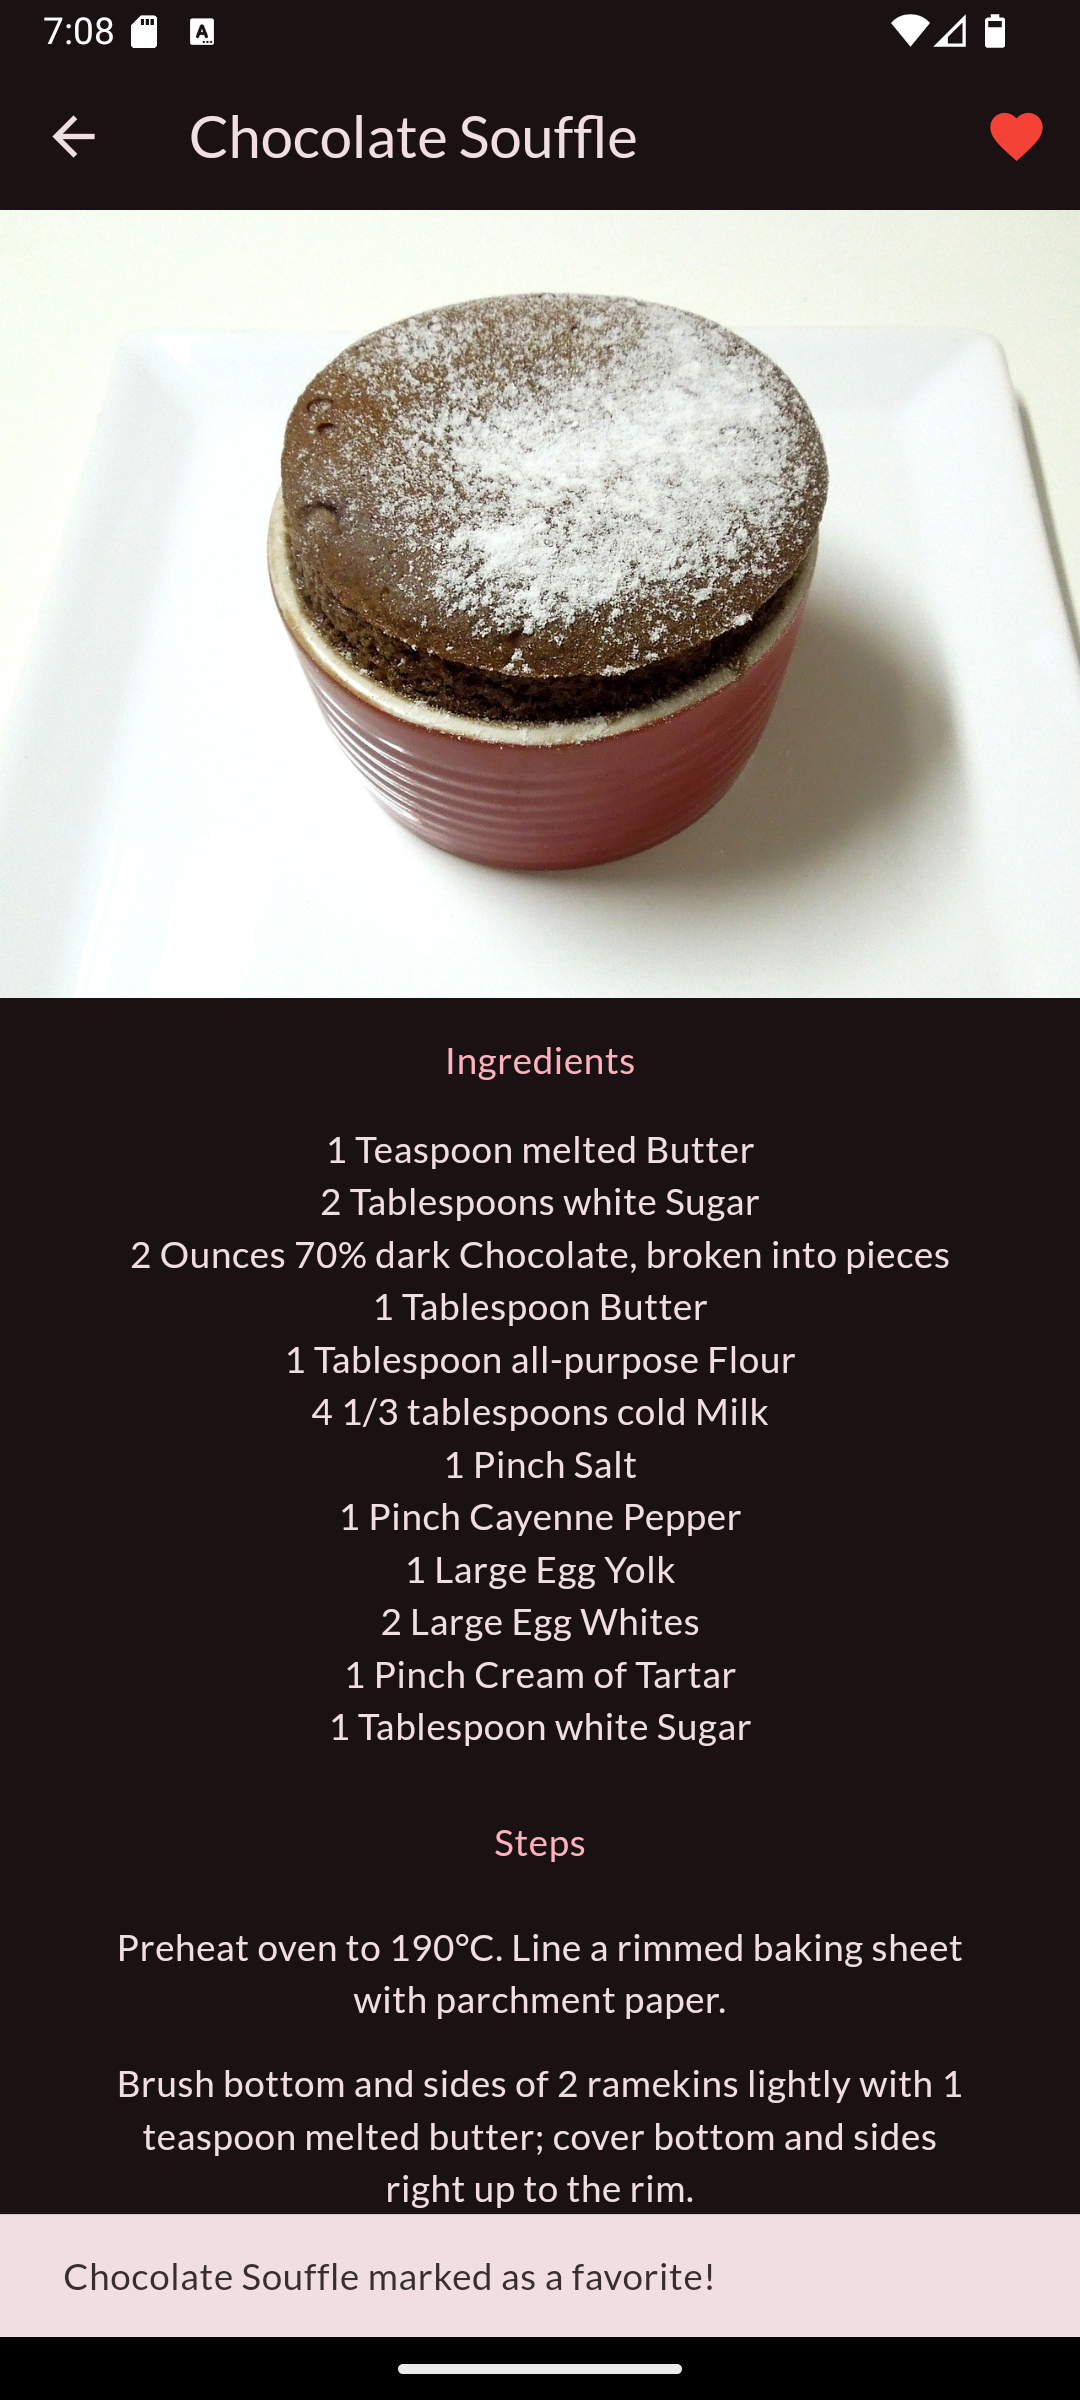 7:08
Chocolate Souffle
Ingredients
1 Teaspoon melted Butter
2 Tablespoons white Sugar
2 Ounces 70% dark Chocolate, broken into pieces
1 Tablespoon Butter
1 Tablespoon all-purpose Flour
4 1/3 tablespoons cold Milk
1 Pinch Salt
1 Pinch Cayenne Pepper
1 Large Egg Yolk
2 Large Egg Whites
1 Pinch Cream of Tartar
1 Tablespoon white Sugar
Steps
Preheat oven to 190°C. Line a rimmed baking sheet
with parchment paper.
Brush bottom and sides of 2 ramekins lightly with 1
teaspoon melted butter; cover bottom and sides
right up to the rim.
Chocolate Souffle marked as a favorite!